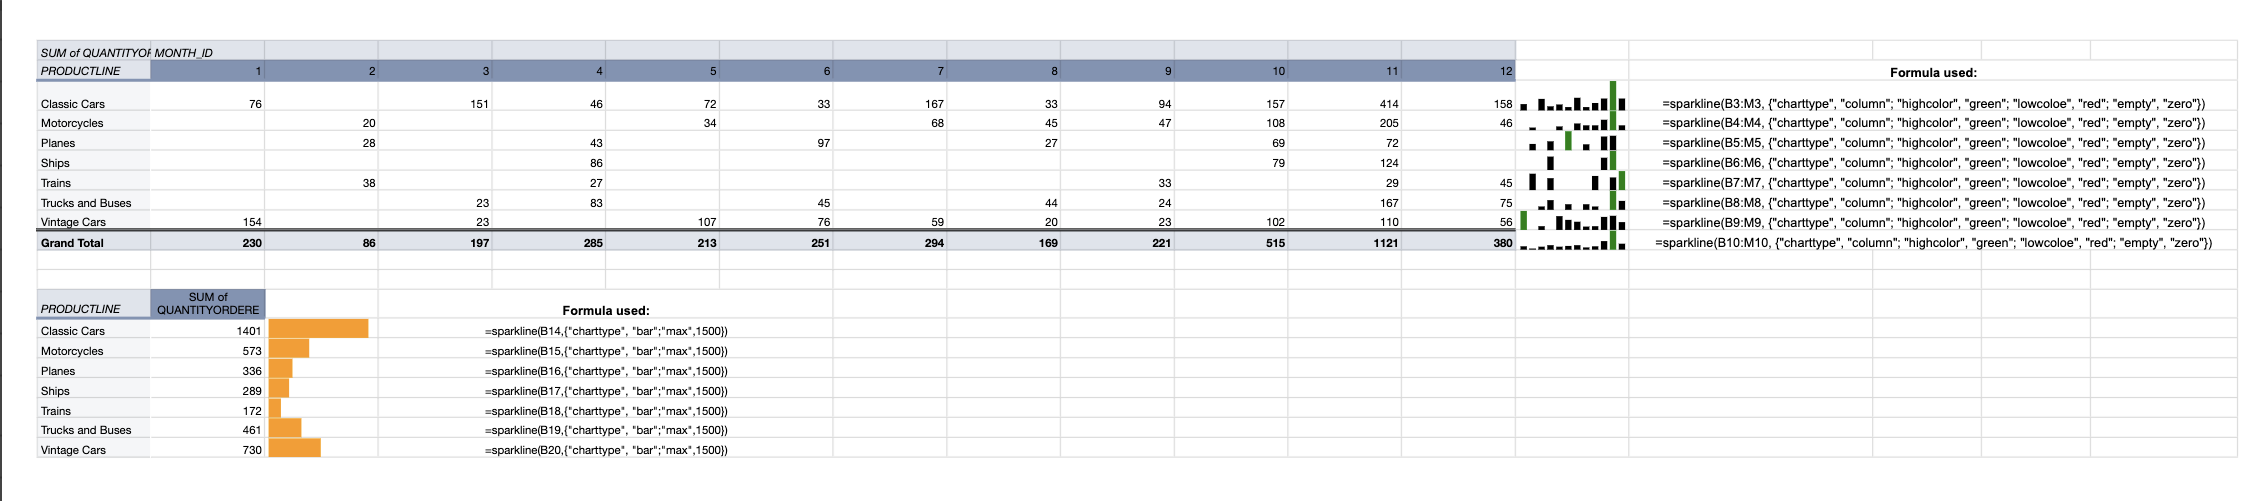 SUM of QUANTITYOF MONTH_ID
PRODUCTLINE 1 2 3 4 5 6 7 8 9 10 11 12 Formula used:
Classic Cars 76 151 46 72 33 167 33 94 157 414 158 =sparkline(B3:M3, {"charttype", "column"; "highcolor", "green"; "lowcoloe", "red"; "empty", "zero"})
Motorcycles 20 34 68 45 47 108 205 46 =sparkline(B4:M4, {"charttype", "column"; "highcolor", "green"; "lowcoloe", "red"; "empty", "zero"})
Planes 28 43 97 27 69 72 =sparkline(B5:M5, {"charttype", "column"; "highcolor", "green"; "lowcoloe", "red"; "empty", "zero"})
Ships 86 79 124 =sparkline(B6:M6, {"charttype", "column"; "highcolor", "green"; "lowcoloe", "red"; "empty", "zero"})
Trains 38 27 33 29 45 =sparkline(B7:M7, {"charttype", "column"; "highcolor", "green"; "lowcoloe", "red"; "empty", "zero"})
Trucks and Buses 23 83 45 44 24 167 75 =sparkline(B8:M8, {"charttype", "column"; "highcolor", "green"; "lowcoloe", "red"; "empty", "zero"})
Vintage Cars 154 23 107 76 59 20 23 102 110 56 =sparkline(B9:M9, {"charttype", "column"; "highcolor", "green"; "lowcoloe", "red"; "empty", "zero"})
Grand Total 230 86 197 285 213 251 294 169 221 515 1121 380 =sparkline(B10:M10, {"charttype", "column"; "highcolor", "green"; "lowcoloe", "red"; "empty", "zero"})
SUM of
PRODUCTLINE QUANTITYORDERE Formula used:
Classic Cars 1401 =sparkline(B14,{"charttype", "bar";"max",1500})
Motorcycles 573 =sparkline(B15,{"charttype", "bar";"max",1500})
Planes 336 =sparkline(B16,{"charttype", "bar";"max",1500})
Ships 289 =sparkline(B17,{"charttype", "bar";"max",1500})
Trains 172 =sparkline(B18,{"charttype", "bar";"max",1500})
Trucks and Buses 461 =sparkline(B19,{"charttype", "bar";"max",1500})
Vintage Cars 730 =sparkline(B20,{"charttype", "bar";"max",1500})